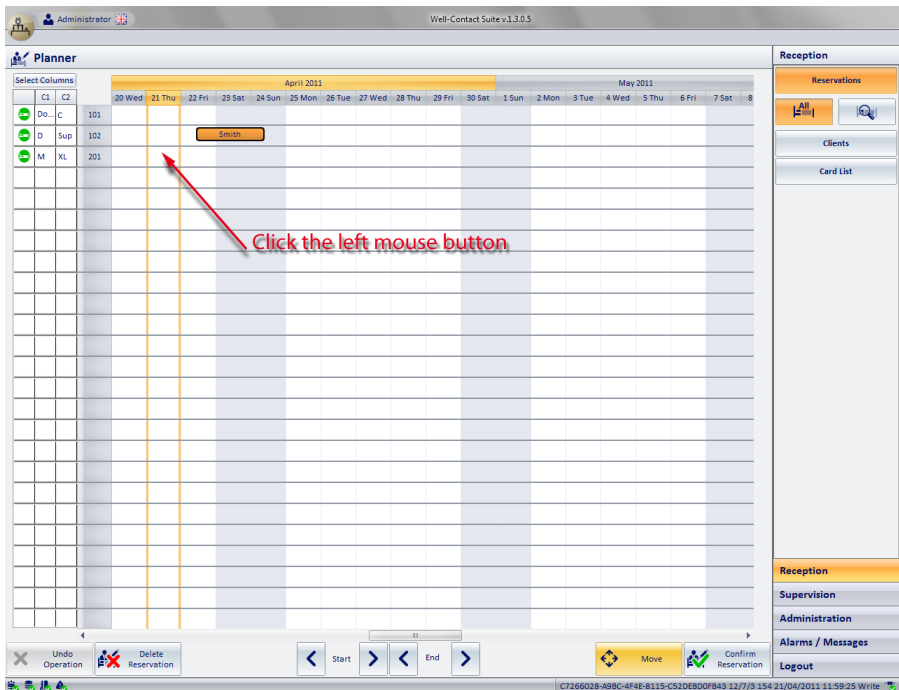 Administrator
Well-Contact Suite v.1.3.0.5
Planner
Reception
Select Columns
April 2011
May 2011
Reservations
C1 C2
20 Wed 21 Thu 22 Fri 23 Sat 24 Sun 25 Mon 26 Tue 27 Wed 28 Thu 29 Fri 30 Sat 1 Sun 2 Mon 3 Tue 4 Wed 5 Thu 6 Fri 7 Sat 8
All
Do... C 101
D Sup 102
Smith
M XL 201
Clients
Card List
Click the left mouse button
Reception
Supervision
Administration
Alarms / Messages
Logout
Undo
Operation
Delete
Reservation
Start
End
Move
Confirm
Reservation
C7266028-A98C-4F4E-8115-C52DEBD0FB43 12/7/3 154 21/04/2011 11:59:25 Write